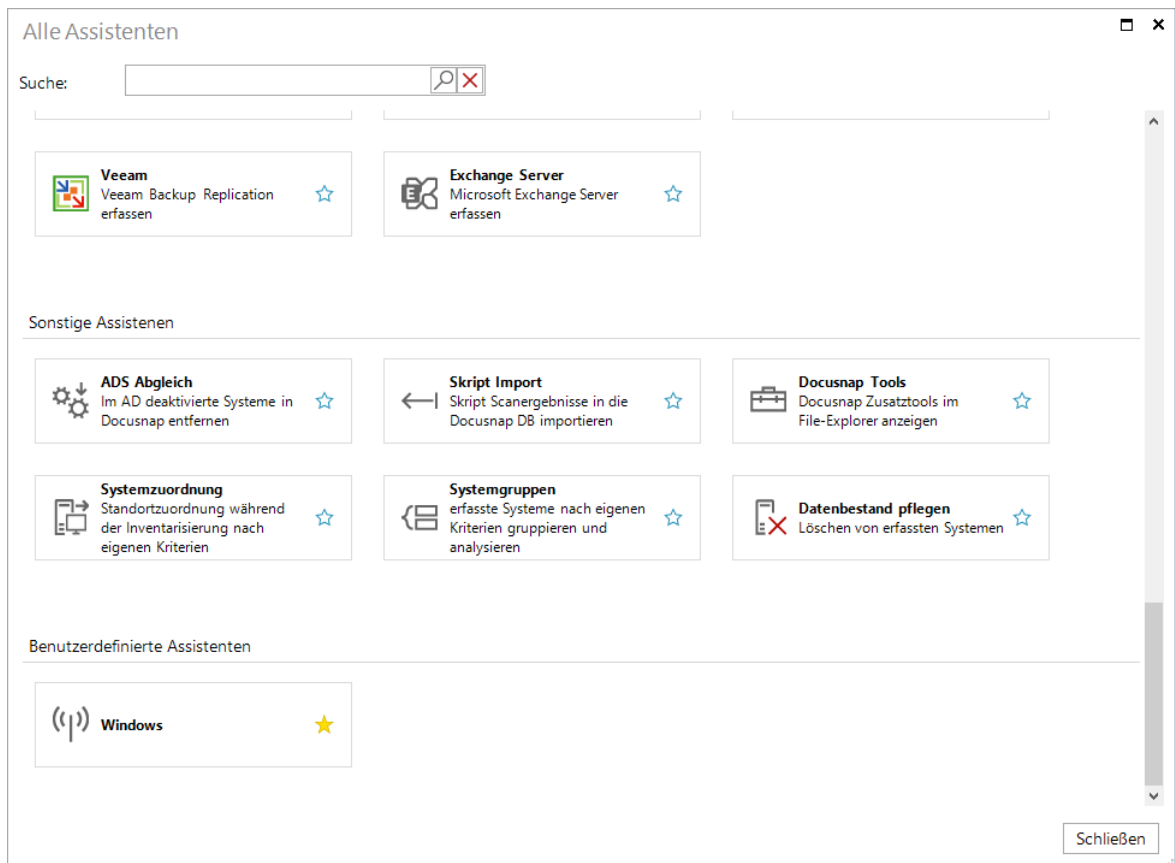 Alle Assistenten
Suche:
Veeam
Veeam Backup Replication
erfassen
Exchange Server
Microsoft Exchange Server
erfassen
Sonstige Assistenen
ADS Abgleich
Im AD deaktivierte Systeme in
Docusnap entfernen
Skript Import
Skript Scanergebnisse in die
Docusnap DB importieren
Docusnap Tools
Docusnap Zusatztools im
File-Explorer anzeigen
Systemzuordnung
Standortzuordnung während
der Inventarisierung nach
eigenen Kriterien
Systemgruppen
erfasste Systeme nach eigenen
Kriterien gruppieren und
analysieren
Datenbestand pflegen
Löschen von erfassten Systemen
Benutzerdefinierte Assistenten
Windows
Schließen